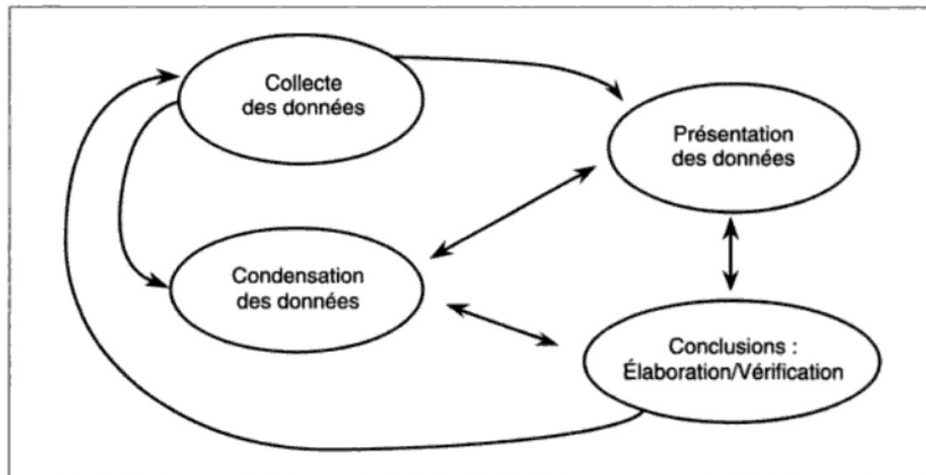 Collecte
des données
Présentation
des données
Condensation
des données
Conclusions :
Élaboration/Vérification